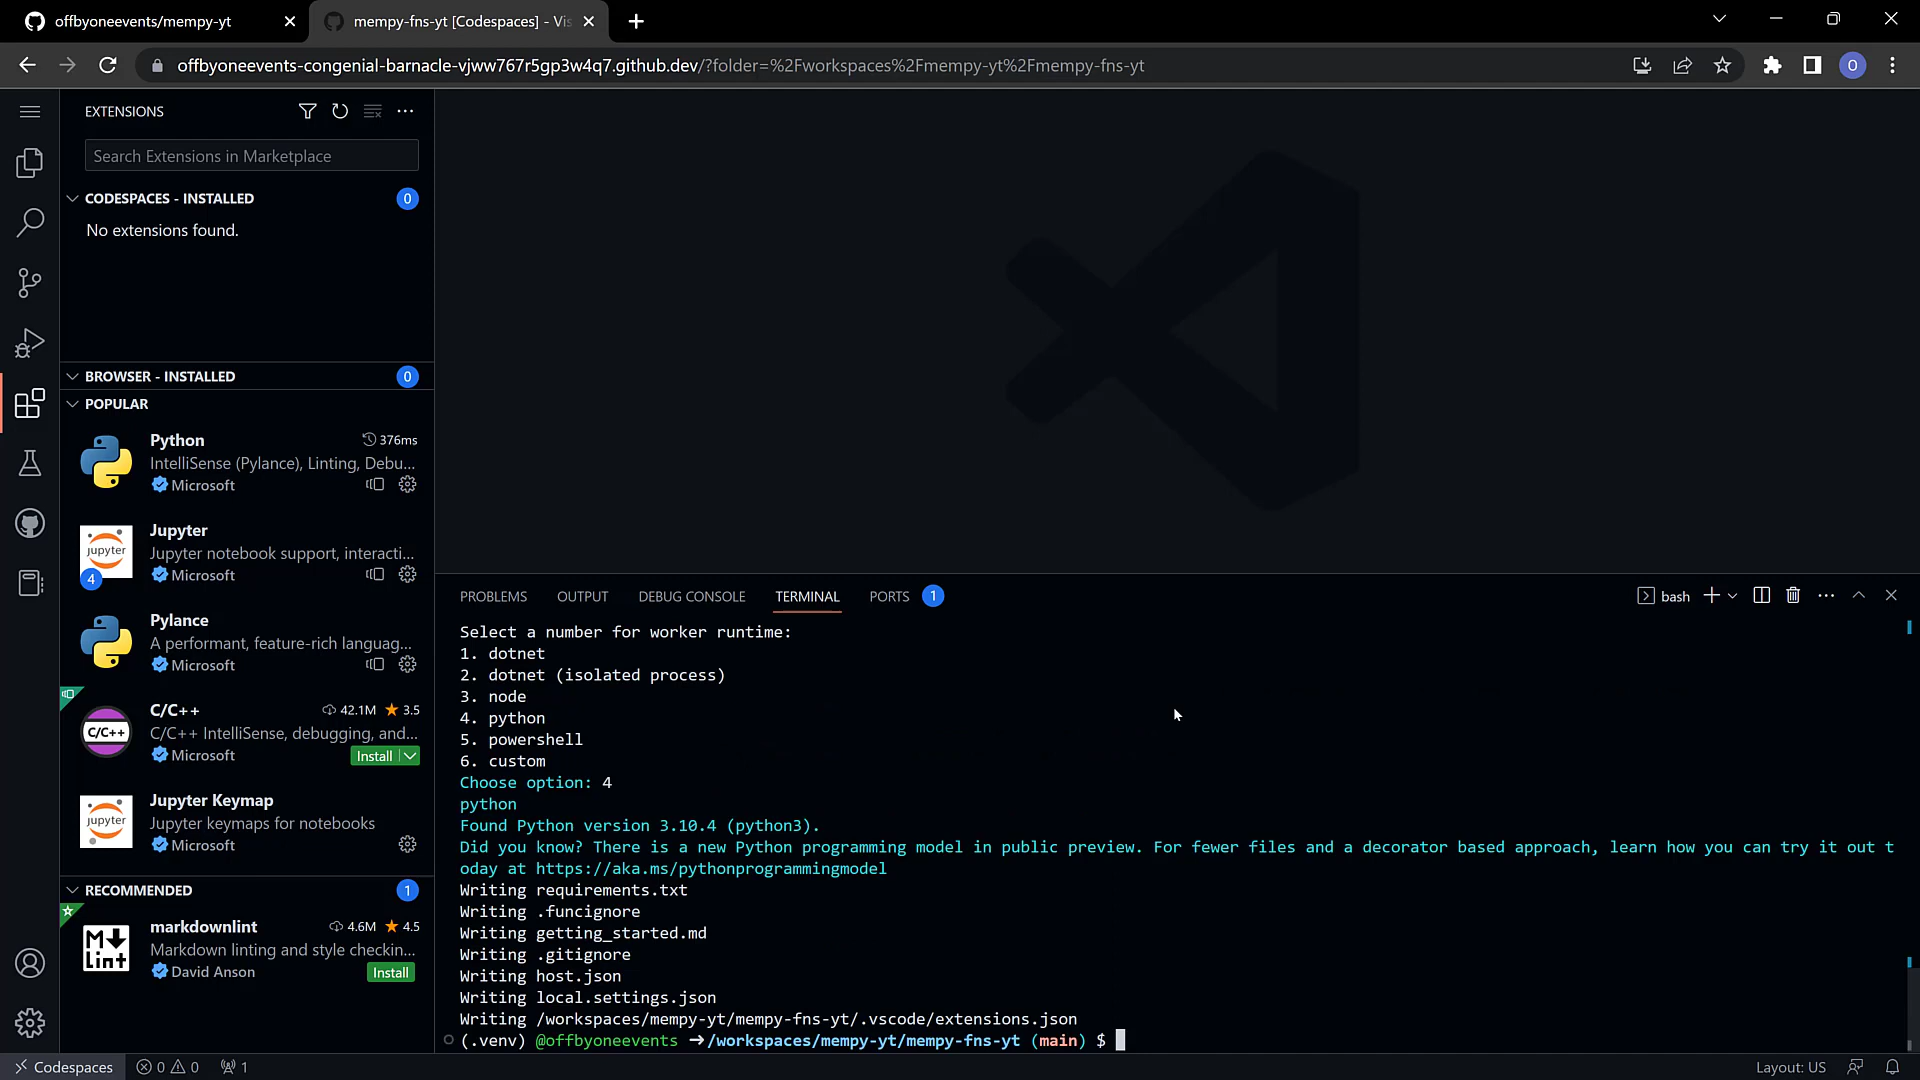 offbyoneevents/mempy-yt
mempy-fns-yt [Codespaces] - Vis
offbyoneevents-congenial-barnacle-vjww767r5gp3w4q7.github.dev/?folder=%2Fworkspaces%2Fmempy-yt%2Fmempy-fns-yt
O
EXTENSIONS
Search Extensions in Marketplace
CODESPACES - INSTALLED
0
No extensions found.
BROWSER - INSTALLED
0
POPULAR
Python
376ms
IntelliSense (Pylance), Linting, Debu...
Microsoft
Jupyter
Jupyter notebook support, interacti...
Microsoft
jupyter
4
Pylance
A performant, feature-rich languag...
Microsoft
C/C++
42.1M
3.5
C/C++ IntelliSense, debugging, and...
Microsoft
Install
C/C++
Jupyter Keymap
Jupyter keymaps for notebooks
Microsoft
jupyter
RECOMMENDED
1
markdownlint
4.6M
4.5
Markdown linting and style checkin...
David Anson
Install
M
Lint
PROBLEMS
OUTPUT
DEBUG CONSOLE
TERMINAL
PORTS
1
bash
Select a number for worker runtime:
1. dotnet
2. dotnet (isolated process)
3. node
4. python
5. powershell
6. custom
Choose option: 4
python
Found Python version 3.10.4 (python3).
Did you know? There is a new Python programming model in public preview. For fewer files and a decorator based approach, learn how you can try it out t
oday at https://aka.ms/pythonprogrammingmodel
Writing requirements.txt
Writing .funcignore
Writing getting_started.md
Writing .gitignore
Writing host.json
Writing local.settings.json
Writing /workspaces/mempy-yt/mempy-fns-yt/.vscode/extensions.json
(.venv) @offbyoneevents ➜/workspaces/mempy-yt/mempy-fns-yt (main) $
Codespaces
0
0
1
Layout: US